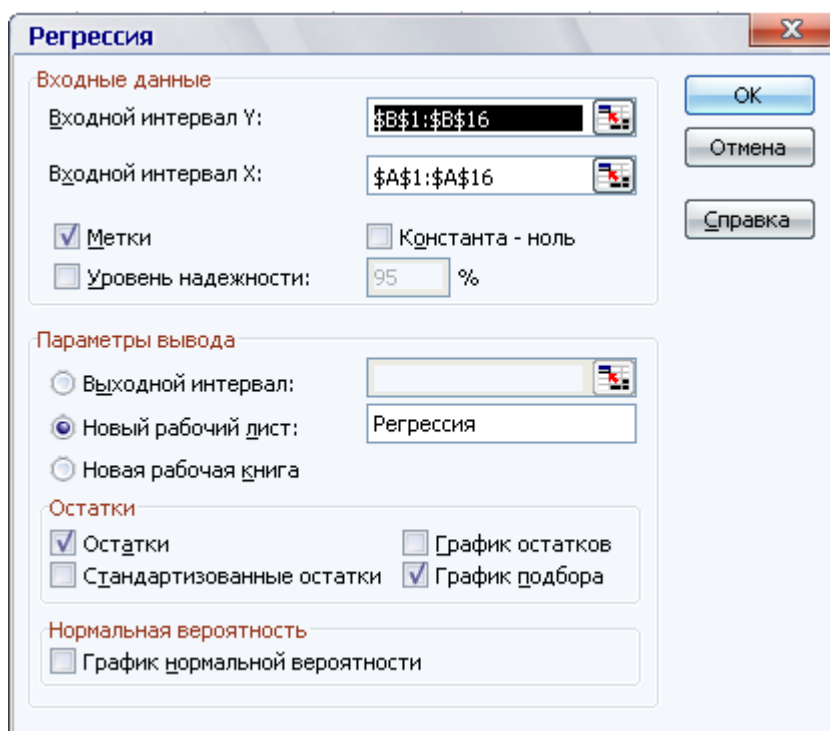 Регрессия
Входные данные
Входной интервал Y: $B$1:$B$16
Входной интервал X: $A$1:$A$16
Метки Константа - ноль
Уровень надежности: 95 %
OK
Отмена
Справка
Параметры вывода
Выходной интервал:
Новый рабочий лист: Регрессия
Новая рабочая книга
Остатки
Остатки График остатков
Стандартизованные остатки График подбора
Нормальная вероятность
График нормальной вероятности